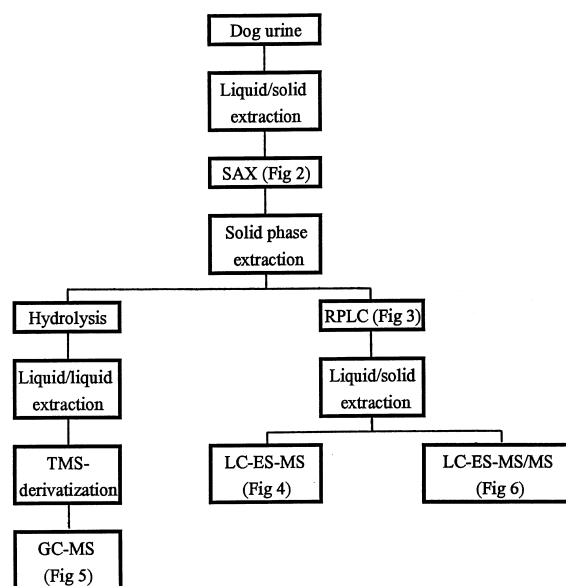 Dog urine
Liquid/solid
extraction
SAX (Fig 2)
Solid phase
extraction
Hydrolysis
Liquid/liquid
extraction
TMS-
derivatization
GC-MS
(Fig 5)
RPLC (Fig 3)
Liquid/solid
extraction
LC-ES-MS
(Fig 4)
LC-ES-MS/MS
(Fig 6)